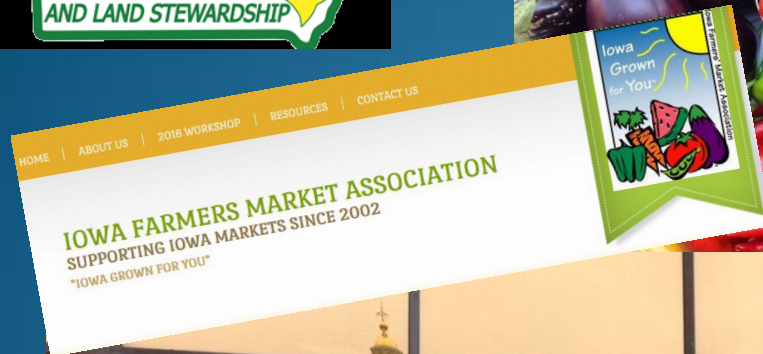 AND LAND STEWARDSHIP
HOME | ABOUT US | 2016 WORKSHOP | RESOURCES | CONTACT US
IOWA FARMERS MARKET ASSOCIATION
SUPPORTING IOWA MARKETS SINCE 2002
"IOWA GROWN FOR YOU"
Iowa
Grown
for You™
Iowa Farmers' Market Association